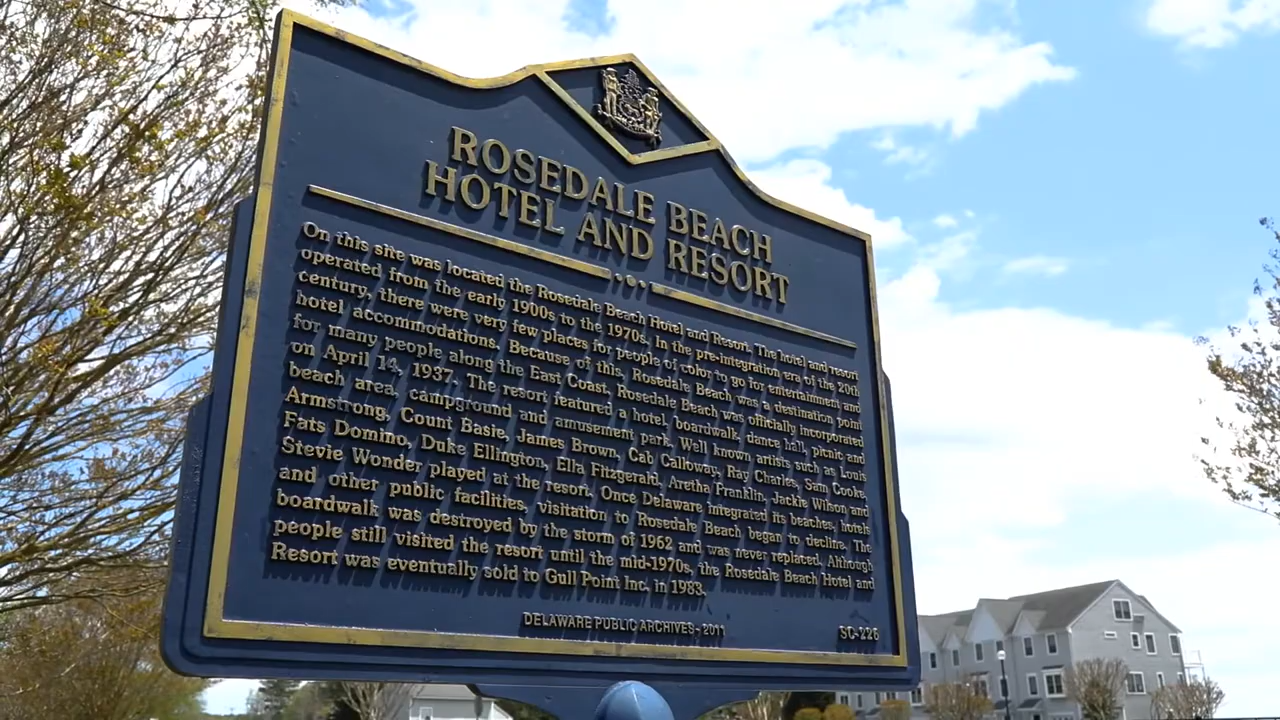 ROSEDALE BEACH
HOTEL AND RESORT
On this site was located the Rosedale Beach Hotel and Resort. The hotel and resort
operated from the early 1900s to the 1970s. In the pre-integration era of the 20th
century, there were very few places for people of color to go for entertainment and
hotel accommodations. Because of this, Rosedale Beach was a destination point
for many people along the East Coast. Rosedale Beach was officially incorporated
on April 14, 1937. The resort featured a hotel, boardwalk, dance hall, picnic and
beach area, campground and amusement park. Well known artists such as Louis
Armstrong, Count Basie, James Brown, Cab Calloway, Ray Charles, Sam Cooke,
Fats Domino, Duke Ellington, Ella Fitzgerald, Aretha Franklin, Jackie Wilson and
Stevie Wonder played at the resort. Once Delaware integrated its beaches, hotels
and other public facilities, visitation to Rosedale Beach began to decline. The
boardwalk was destroyed by the storm of 1962 and was never replaced. Although
people still visited the resort until the mid-1970s, the Rosedale Beach Hotel and
Resort was eventually sold to Gull Point Inc. in 1983.
DELAWARE PUBLIC ARCHIVES - 2011
SC-226